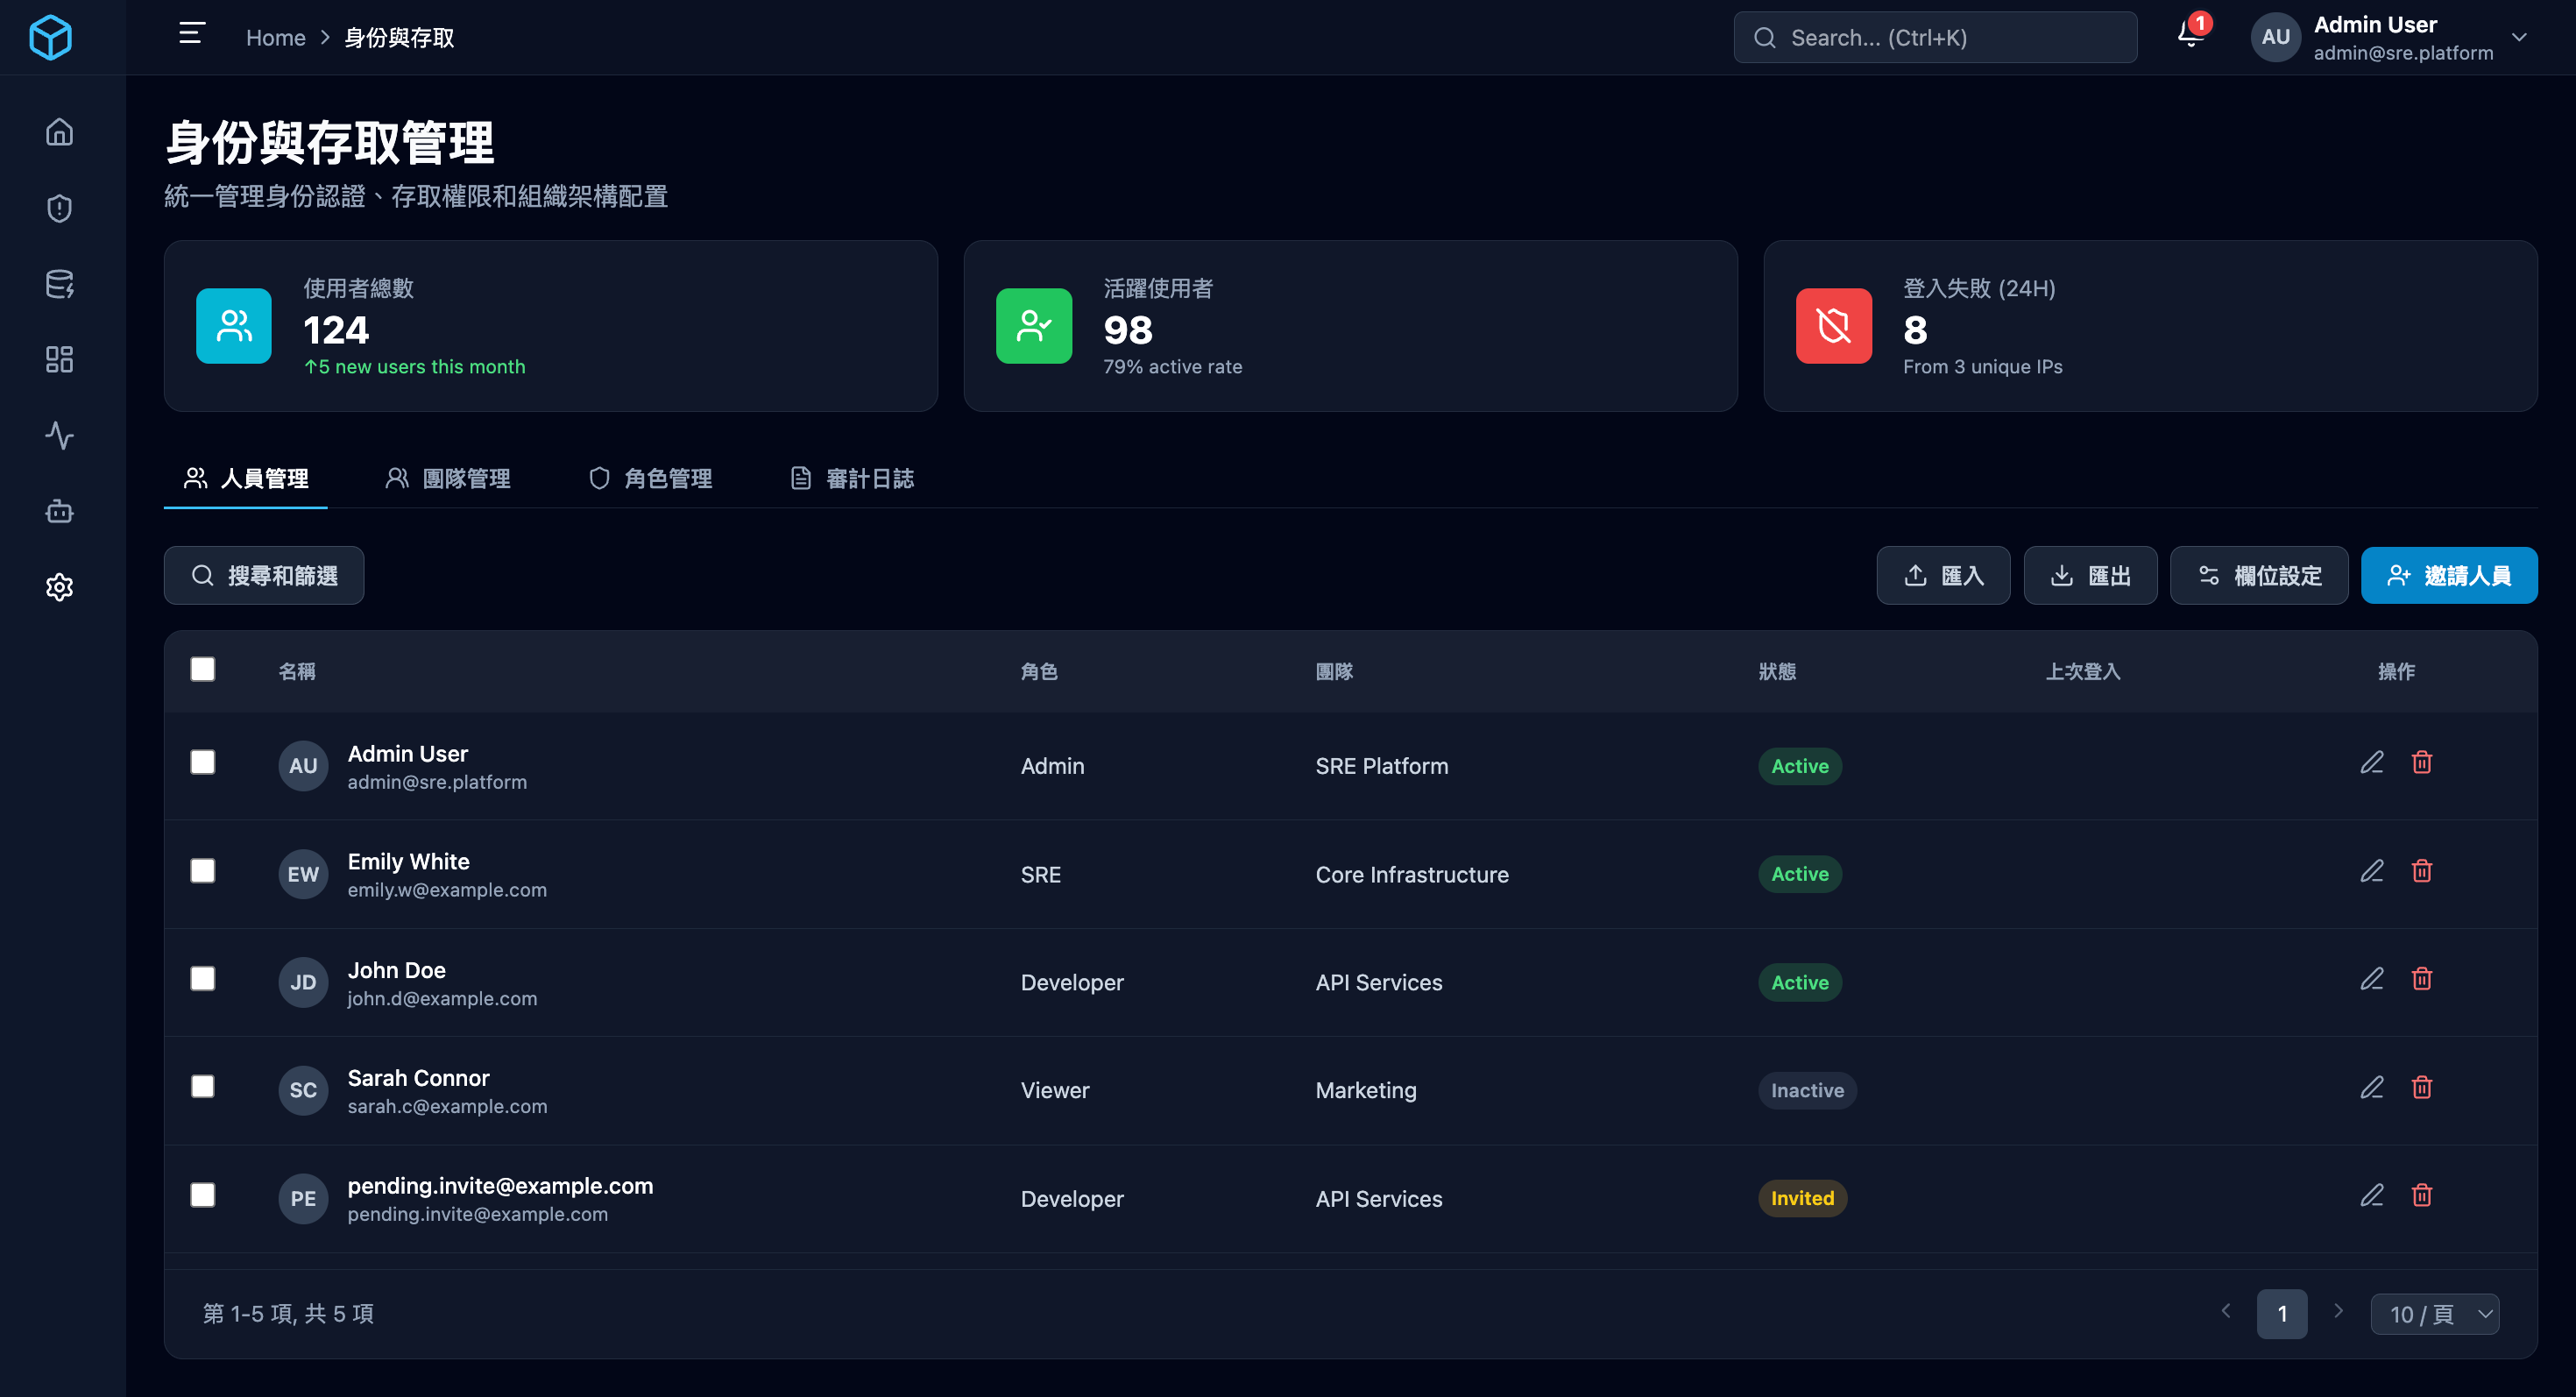 Home > 身份與存取
Search... (Ctrl+K)
1
AU
Admin User
admin@sre.platform
身份與存取管理
統一管理身份認證、存取權限和組織架構配置
使用者總數
124
↑5 new users this month
活躍使用者
98
79% active rate
登入失敗 (24H)
8
From 3 unique IPs
人員管理
團隊管理
角色管理
審計日誌
搜尋和篩選
匯入
匯出
欄位設定
邀請人員
名稱 角色 團隊 狀態 上次登入 操作
AU Admin User Admin SRE Platform Active
admin@sre.platform
EW Emily White SRE Core Infrastructure Active
emily.w@example.com
JD John Doe Developer API Services Active
john.d@example.com
SC Sarah Connor Viewer Marketing Inactive
sarah.c@example.com
PE pending.invite@example.com Developer API Services Invited
pending.invite@example.com
第 1-5 項, 共 5 項
1
10 / 頁